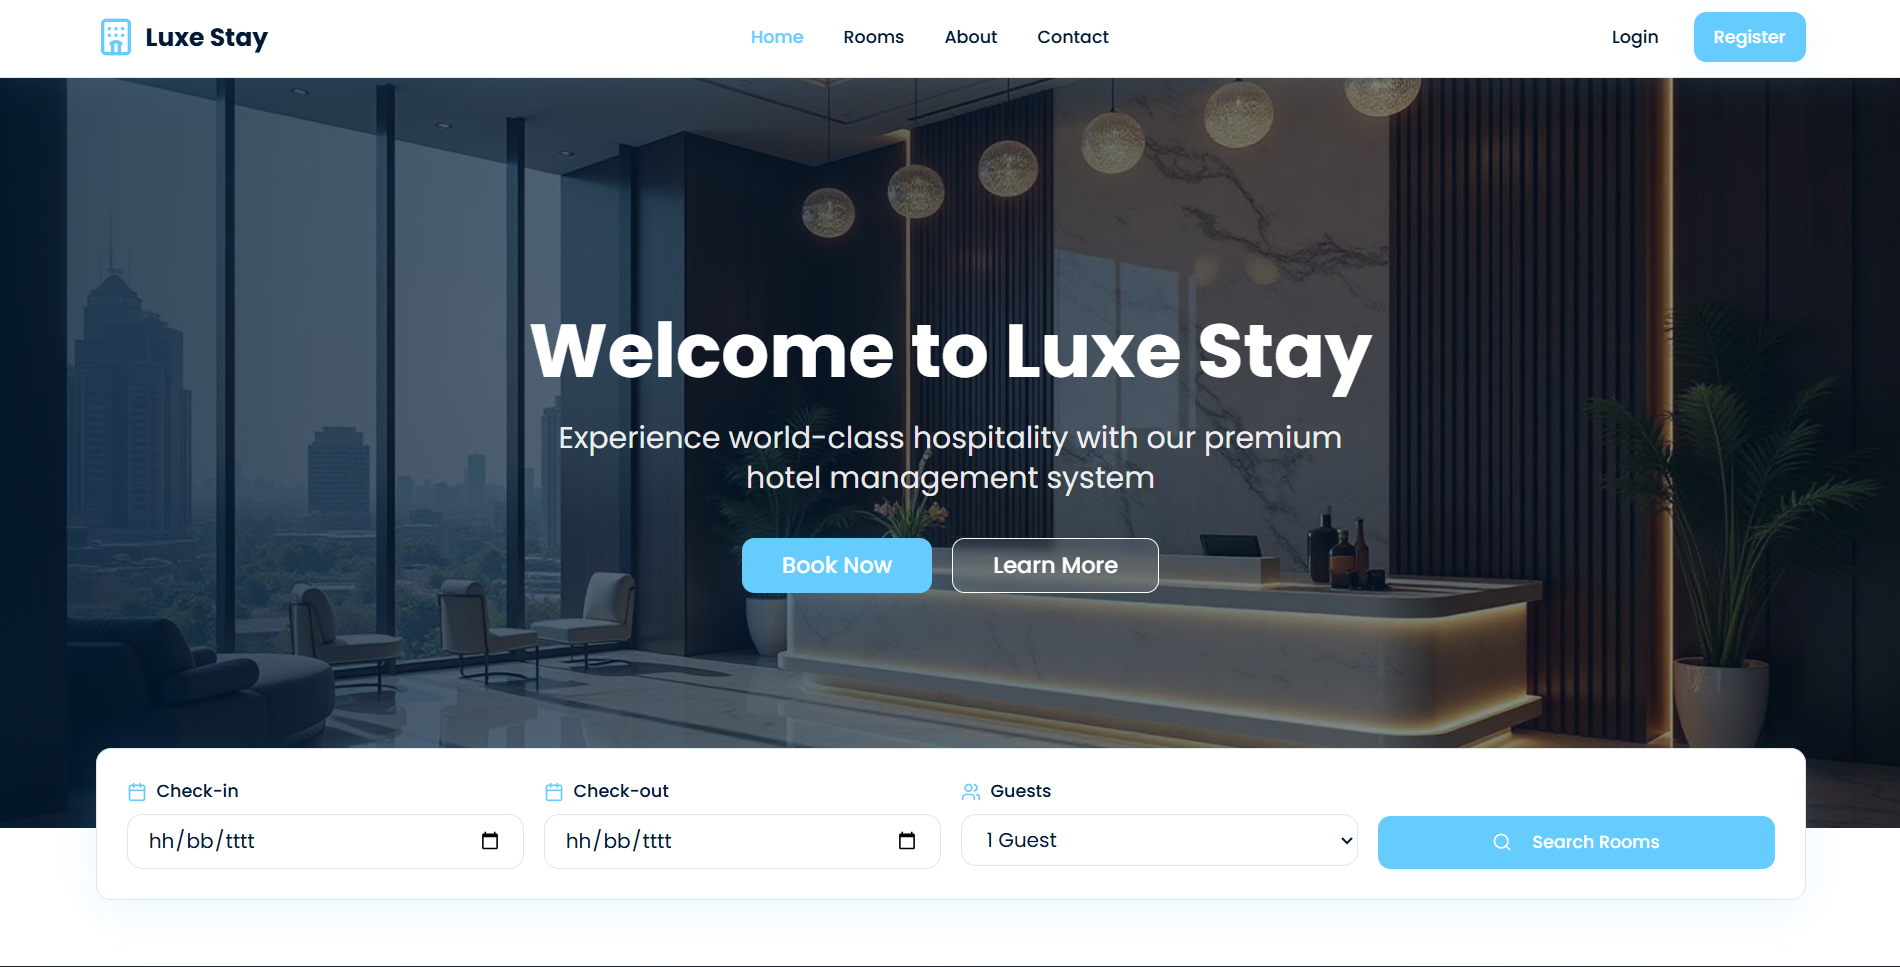 Luxe Stay
Home
Rooms
About
Contact
Login
Register
Welcome to Luxe Stay
Experience world-class hospitality with our premium
hotel management system
Book Now
Learn More
Check-in
Check-out
Guests
hh/bb/tttt
hh/bb/tttt
1 Guest
Search Rooms